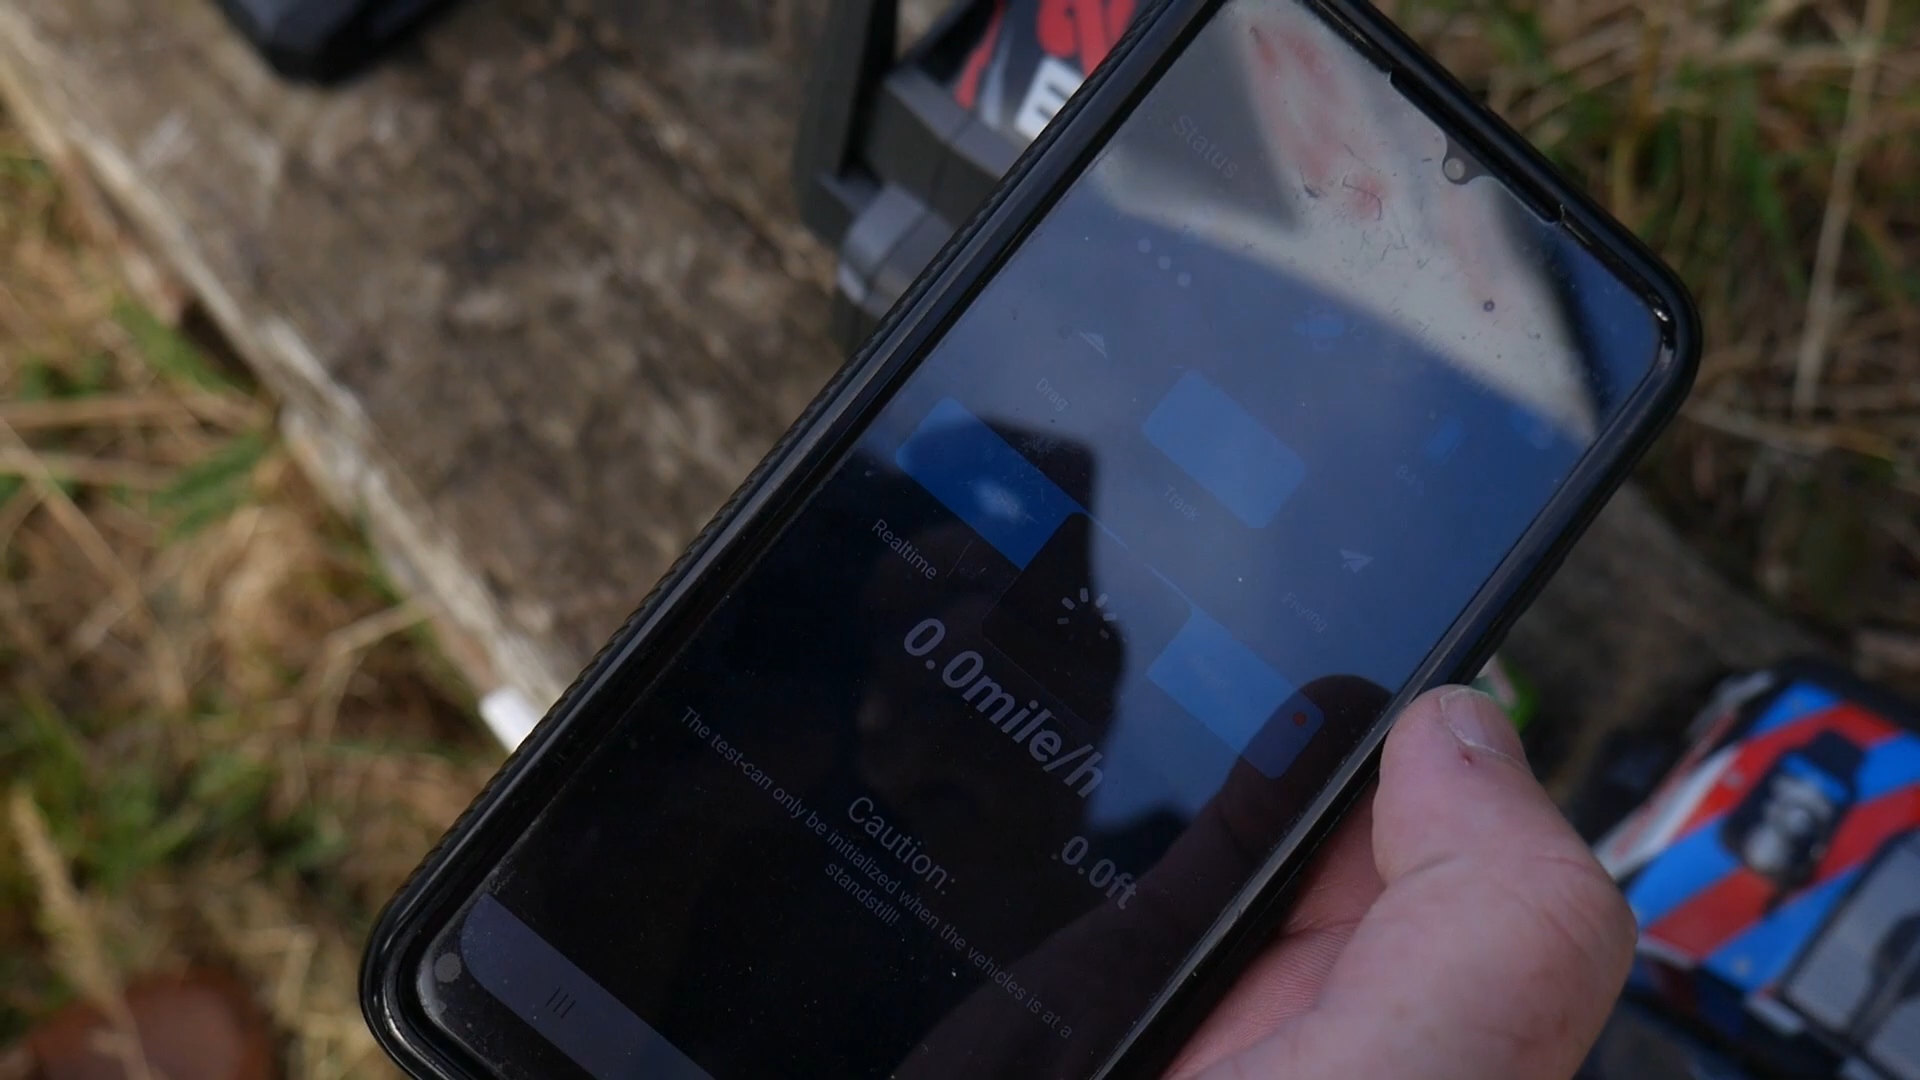 Status
Drag
Track
Realtime
0.0mile/h
0.0ft
Caution:
The test can only be initialized when the vehicles is at a
standstill!